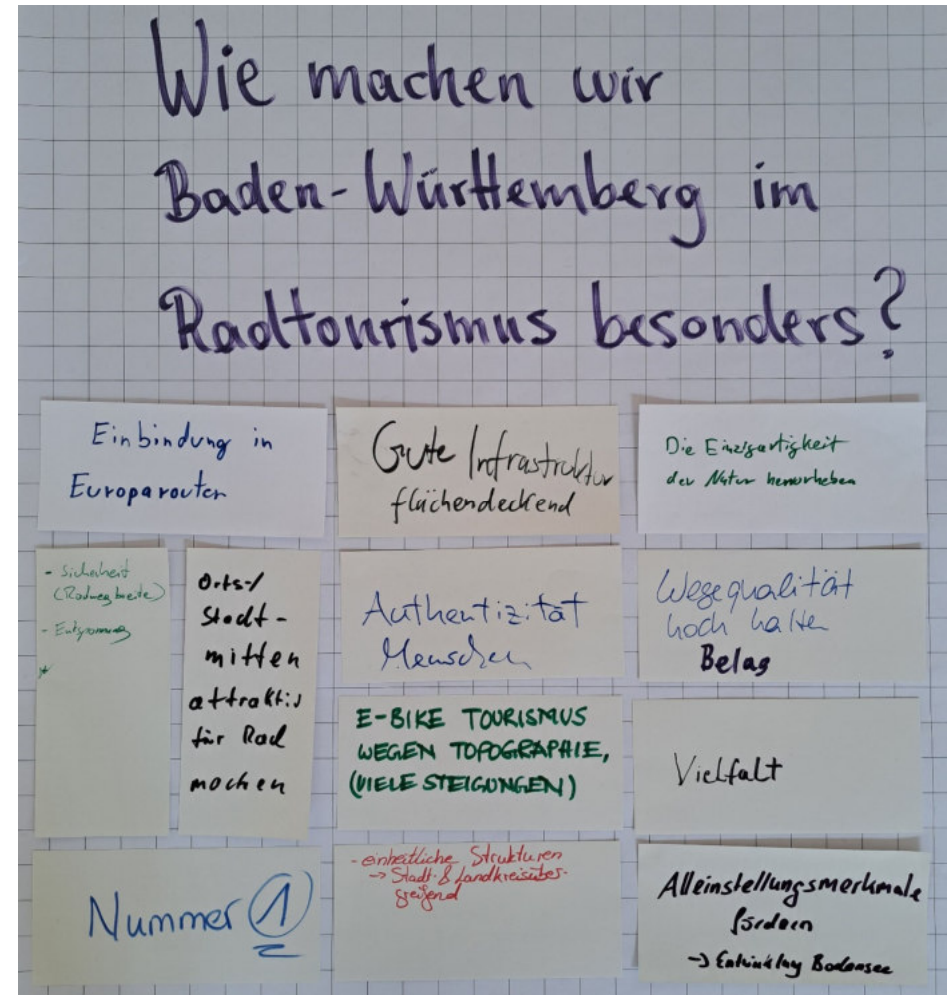 Wie machen wir
Baden-Württemberg im
Radtourismus besonders?
Einbindung in
Europarouten
Gute Infrastruktur
flächendeckend
Die Einzigartigkeit
der Natur hervorheben
- Sicherheit
(Radwegbreite)
- Entspannung
Orts-/
Stadt-
mitten
attraktiv
für Rad
machen
Authentizität
Menschen
Wegequalität
hoch halten
Belag
E-BIKE TOURISMUS
WEGEN TOPOGRAPHIE,
(VIELE STEIGUNGEN)
Vielfalt
Nummer 1
- einheitliche Strukturen
-> Stadt- & Landkreisüber-
greifend
Alleinstellungsmerkmale
fördern
-> Entwicklung Bodensee